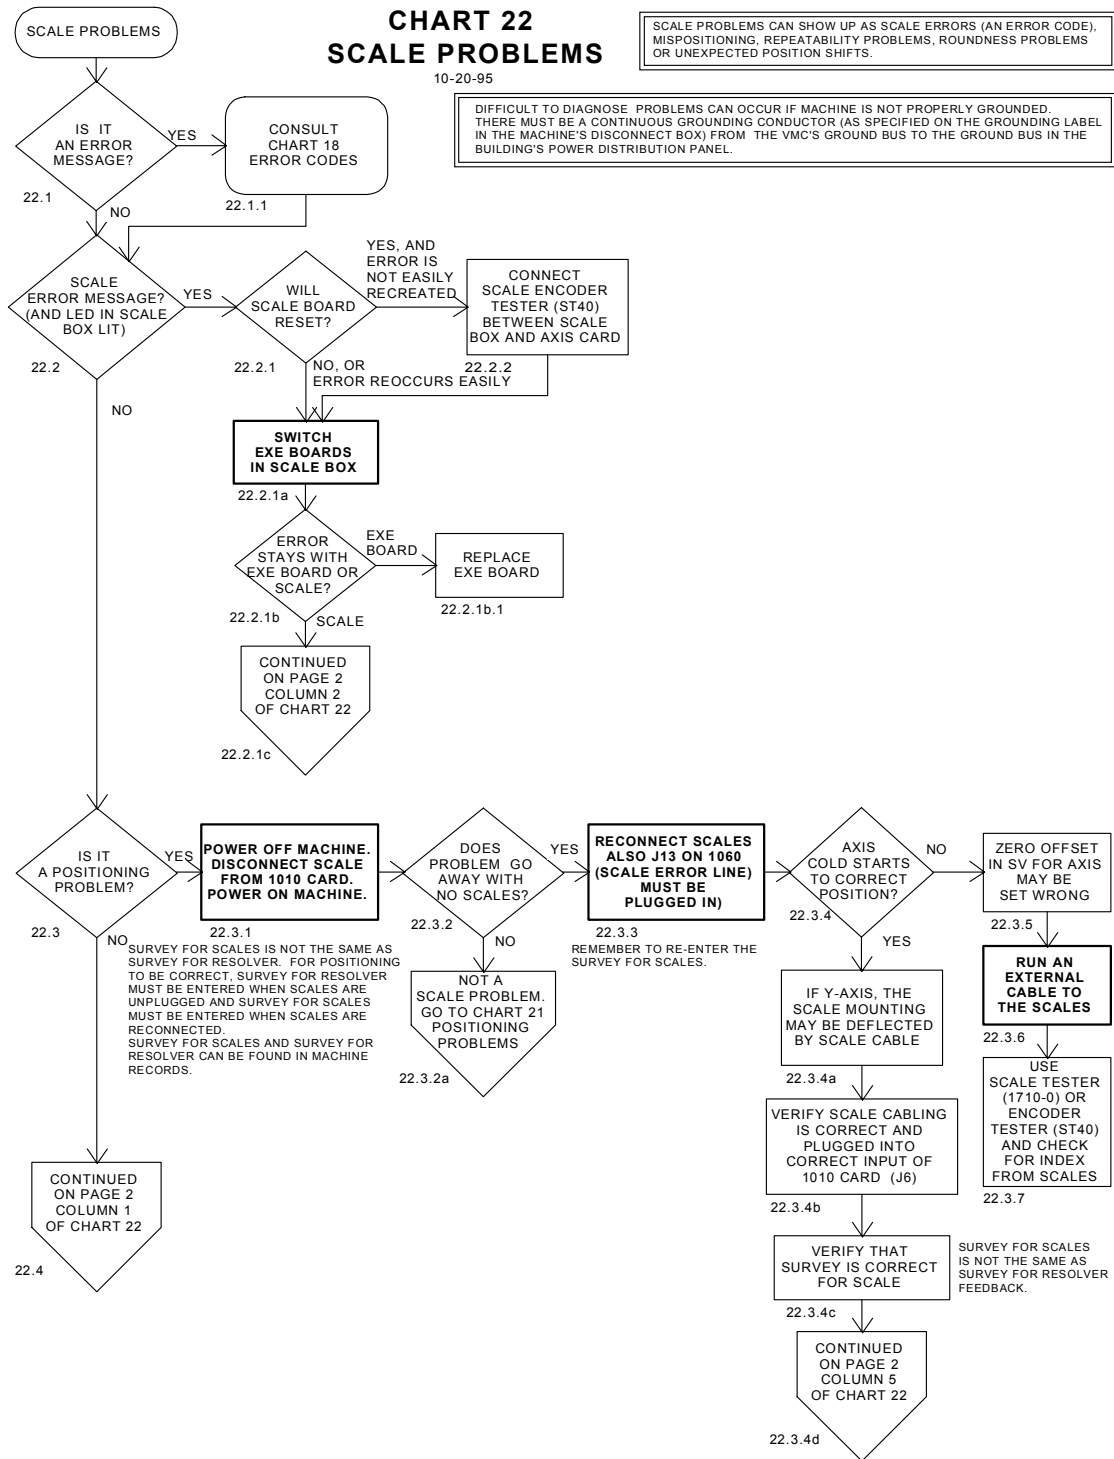 CHART 22
SCALE PROBLEMS
10-20-95
SCALE PROBLEMS CAN SHOW UP AS SCALE ERRORS (AN ERROR CODE),
MISPOSITIONING, REPEATABILITY PROBLEMS, ROUNDNESS PROBLEMS
OR UNEXPECTED POSITION SHIFTS.
DIFFICULT TO DIAGNOSE PROBLEMS CAN OCCUR IF MACHINE IS NOT PROPERLY GROUNDED.
THERE MUST BE A CONTINUOUS GROUNDING CONDUCTOR (AS SPECIFIED ON THE GROUNDING LABEL
IN THE MACHINE'S DISCONNECT BOX) FROM THE VMC'S GROUND BUS TO THE GROUND BUS IN THE
BUILDING'S POWER DISTRIBUTION PANEL.
SCALE PROBLEMS
IS IT
AN ERROR
MESSAGE?
22.1
YES
NO
CONSULT
CHART 18
ERROR CODES
22.1.1
SCALE
ERROR MESSAGE?
(AND LED IN SCALE
BOX LIT)
22.2
YES
NO
WILL
SCALE BOARD
RESET?
22.2.1
YES, AND
ERROR IS
NOT EASILY
RECREATED
CONNECT
SCALE ENCODER
TESTER (ST40)
BETWEEN SCALE
BOX AND AXIS CARD
22.2.2
NO, OR
ERROR REOCCURS EASILY
SWITCH
EXE BOARDS
IN SCALE BOX
22.2.1a
ERROR
STAYS WITH
EXE BOARD OR
SCALE?
22.2.1b
EXE
BOARD
REPLACE
EXE BOARD
22.2.1b.1
SCALE
CONTINUED
ON PAGE 2
COLUMN 2
OF CHART 22
22.2.1c
IS IT
A POSITIONING
PROBLEM?
22.3
YES
NO
POWER OFF MACHINE.
DISCONNECT SCALE
FROM 1010 CARD.
POWER ON MACHINE.
22.3.1
SURVEY FOR SCALES IS NOT THE SAME AS
SURVEY FOR RESOLVER. FOR POSITIONING
TO BE CORRECT, SURVEY FOR RESOLVER
MUST BE ENTERED WHEN SCALES ARE
UNPLUGGED AND SURVEY FOR SCALES
MUST BE ENTERED WHEN SCALES ARE
RECONNECTED.
SURVEY FOR SCALES AND SURVEY FOR
RESOLVER CAN BE FOUND IN MACHINE
RECORDS.
DOES
PROBLEM GO
AWAY WITH
NO SCALES?
22.3.2
YES
NO
NOT A
SCALE PROBLEM.
GO TO CHART 21
POSITIONING
PROBLEMS
22.3.2a
RECONNECT SCALES
ALSO J13 ON 1060
(SCALE ERROR LINE)
MUST BE
PLUGGED IN)
22.3.3
REMEMBER TO RE-ENTER THE
SURVEY FOR SCALES.
AXIS
COLD STARTS
TO CORRECT
POSITION?
22.3.4
NO
YES
ZERO OFFSET
IN SV FOR AXIS
MAY BE
SET WRONG
22.3.5
RUN AN
EXTERNAL
CABLE TO
THE SCALES
22.3.6
USE
SCALE TESTER
(1710-0) OR
ENCODER
TESTER (ST40)
AND CHECK
FOR INDEX
FROM SCALES
22.3.7
IF Y-AXIS, THE
SCALE MOUNTING
MAY BE DEFLECTED
BY SCALE CABLE
22.3.4a
VERIFY SCALE CABLING
IS CORRECT AND
PLUGGED INTO
CORRECT INPUT OF
1010 CARD (J6)
22.3.4b
VERIFY THAT
SURVEY IS CORRECT
FOR SCALE
22.3.4c
SURVEY FOR SCALES
IS NOT THE SAME AS
SURVEY FOR RESOLVER
FEEDBACK.
CONTINUED
ON PAGE 2
COLUMN 5
OF CHART 22
22.3.4d
CONTINUED
ON PAGE 2
COLUMN 1
OF CHART 22
22.4